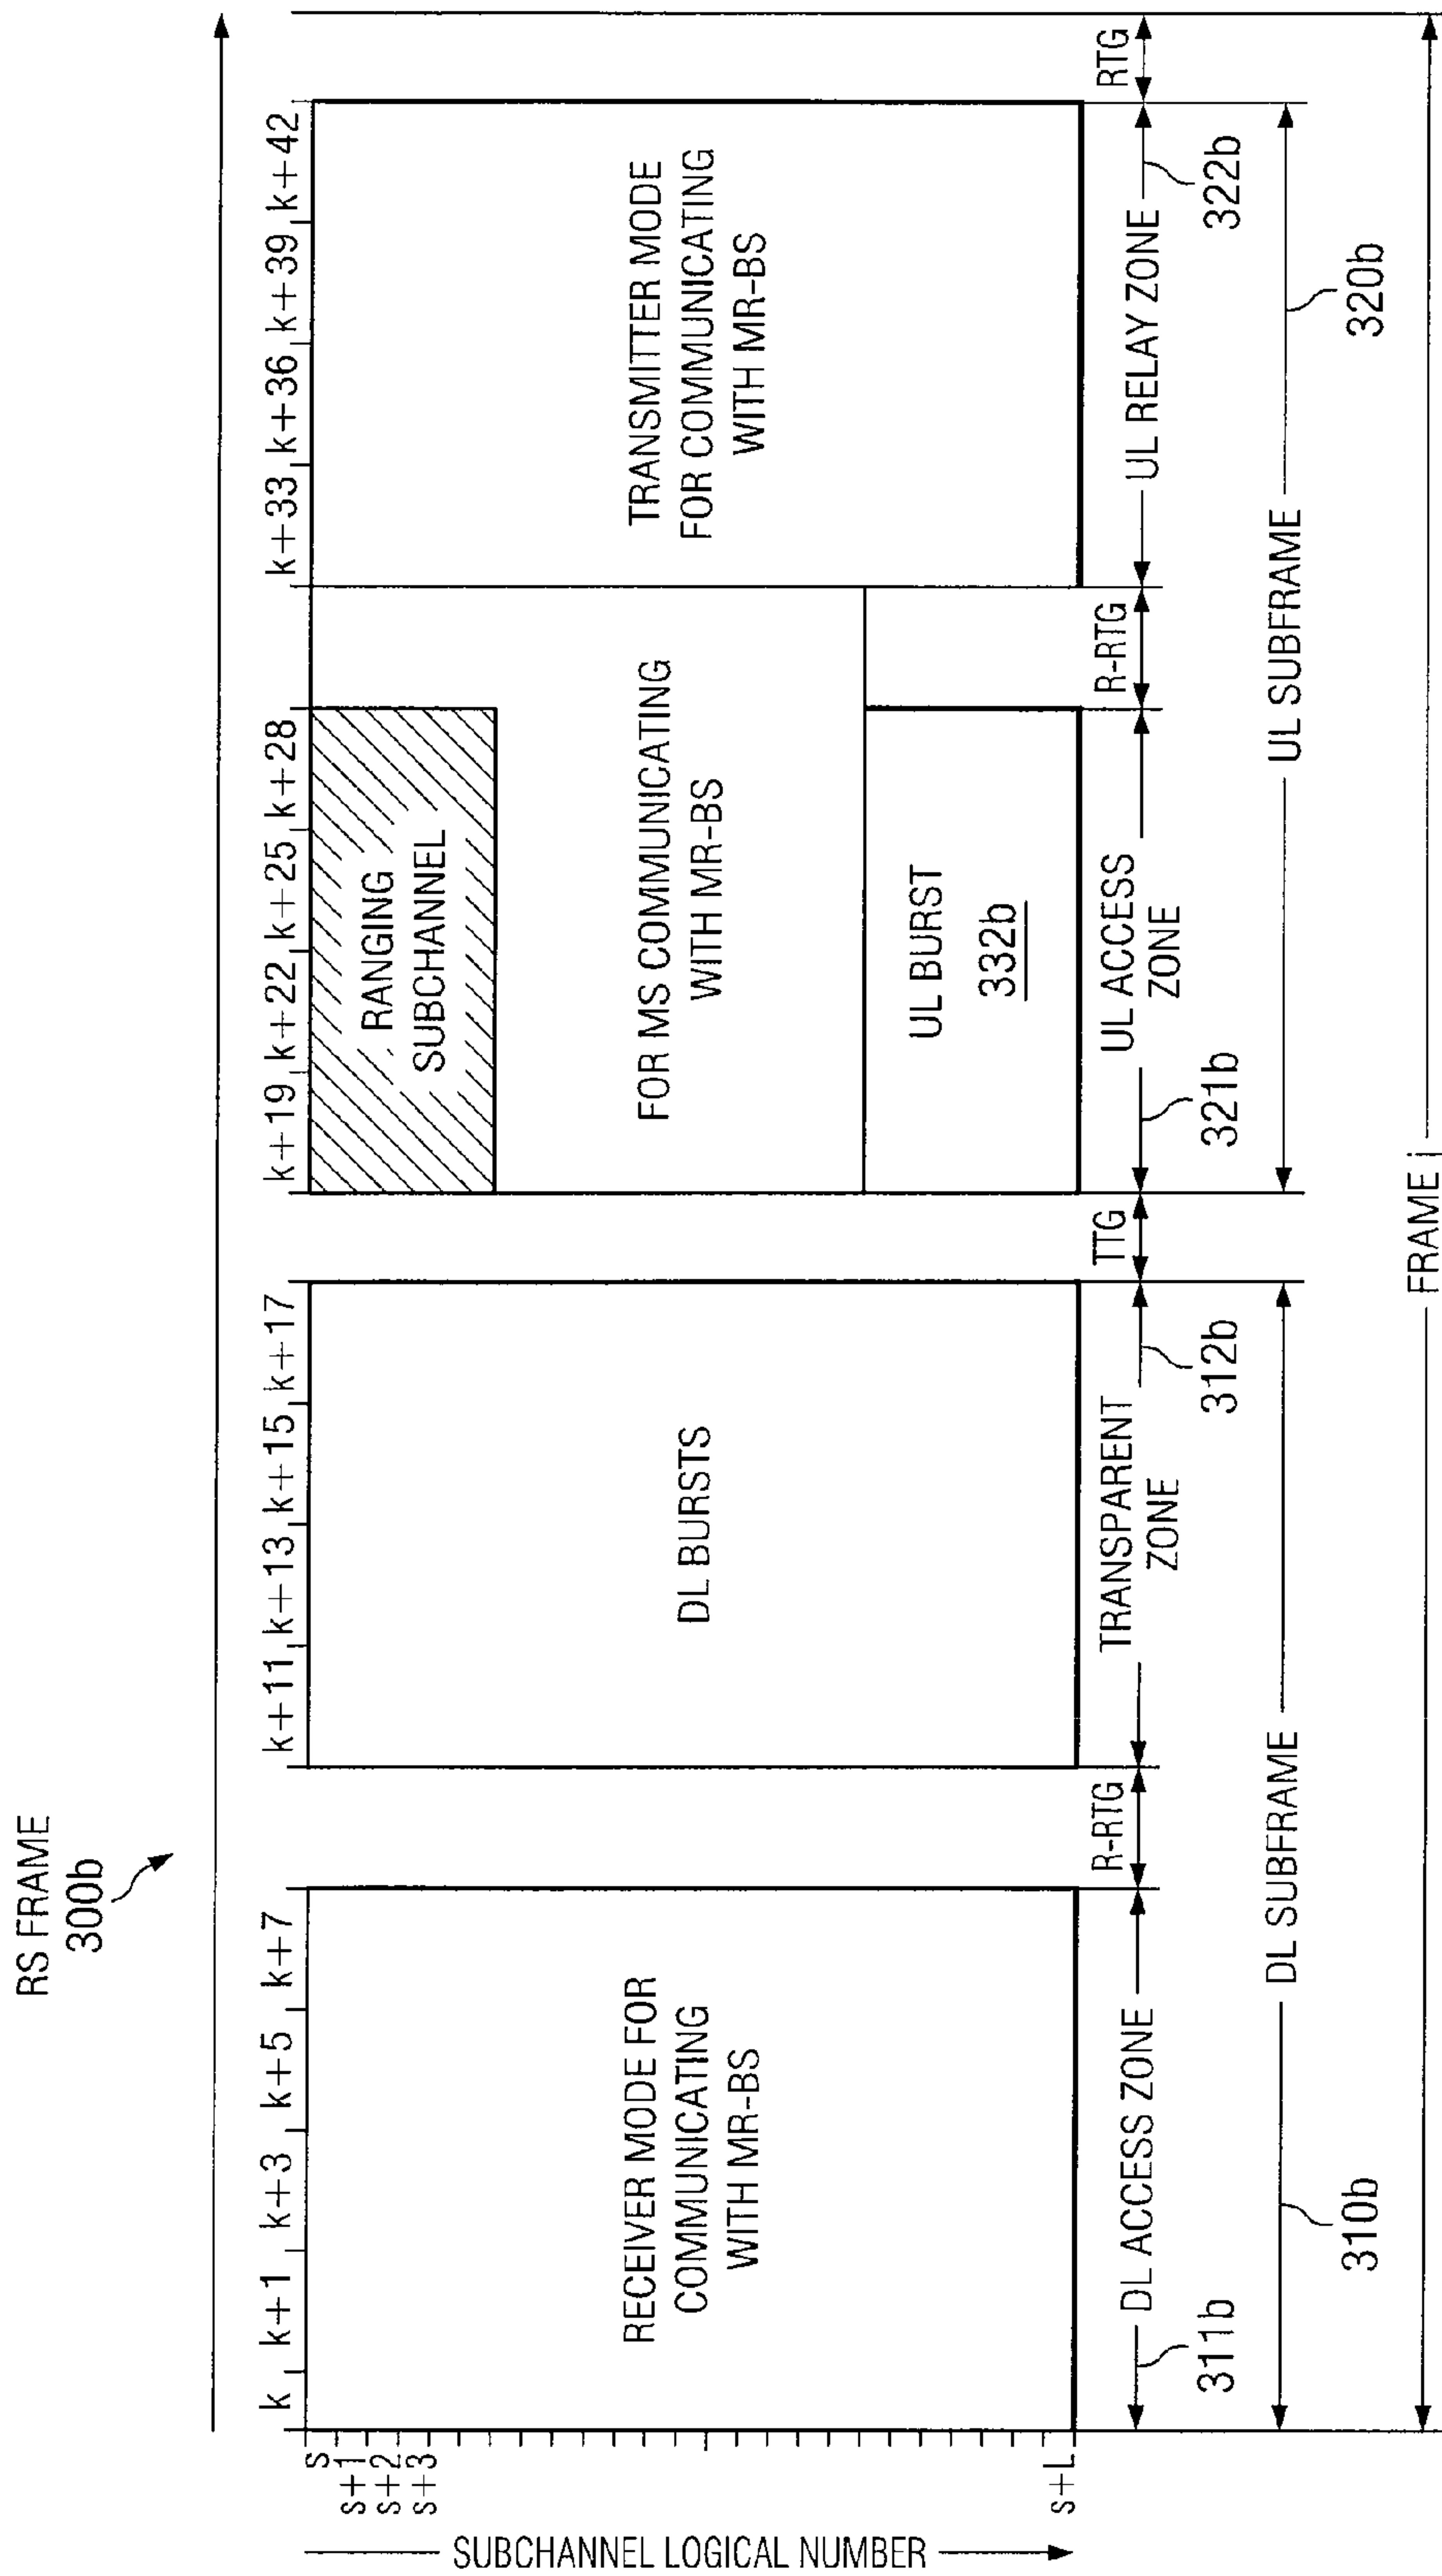 RS FRAME
300b
k
k+1
k+3
k+5
k+7
k+11
k+13
k+15
k+17
k+19
k+22
k+25
k+28
k+33
k+36
k+39
k+42
s
s+1
s+2
s+3
s+L
SUBCHANNEL LOGICAL NUMBER
RECEIVER MODE FOR
COMMUNICATING
WITH MR-BS
DL BURSTS
RANGING
SUBCHANNEL
FOR MS COMMUNICATING
WITH MR-BS
UL BURST
332b
TRANSMITTER MODE
FOR COMMUNICATING
WITH MR-BS
DL ACCESS ZONE
311b
R-RTG
TRANSPARENT
ZONE
312b
TTG
UL ACCESS
ZONE
321b
R-RTG
UL RELAY ZONE
322b
RTG
DL SUBFRAME
310b
UL SUBFRAME
320b
FRAME j